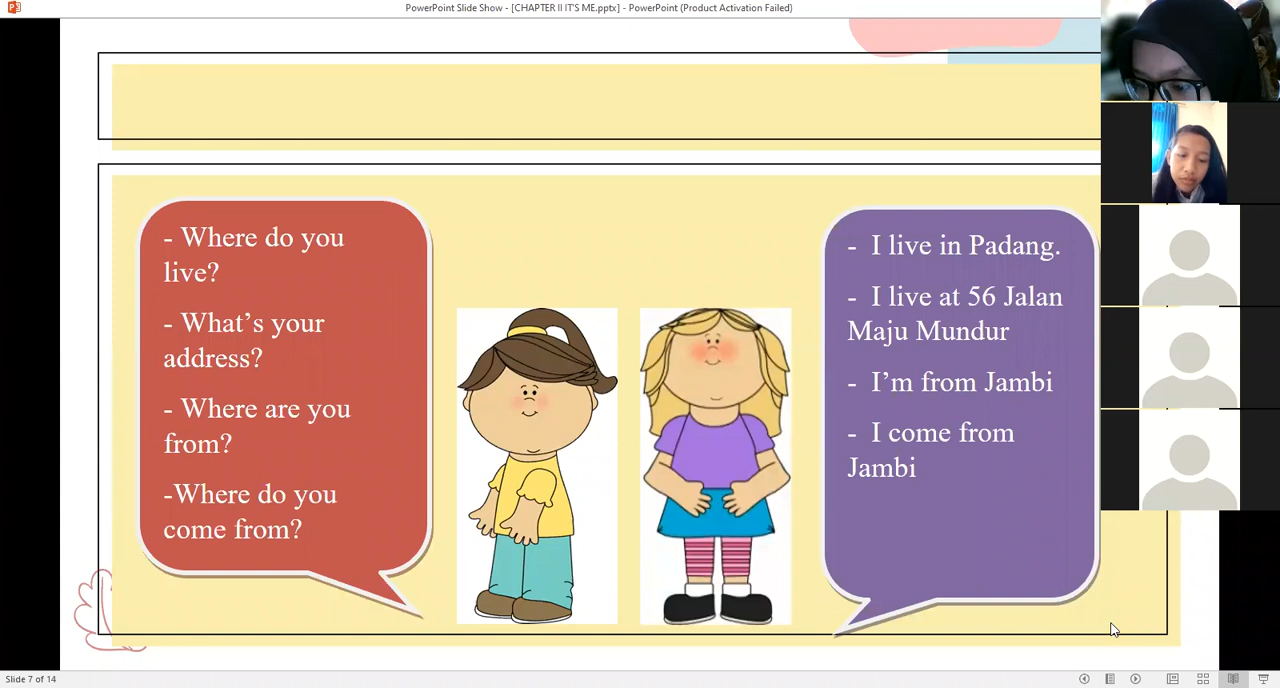 PowerPoint Slide Show - [CHAPTER II IT'S ME.pptx] - PowerPoint (Product Activation Failed)
- Where do you
live?
- What's your
address?
- Where are you
from?
-Where do you
come from?
- I live in Padang.
- I live at 56 Jalan
Maju Mundur
- I'm from Jambi
- I come from
Jambi
Slide 7 of 14